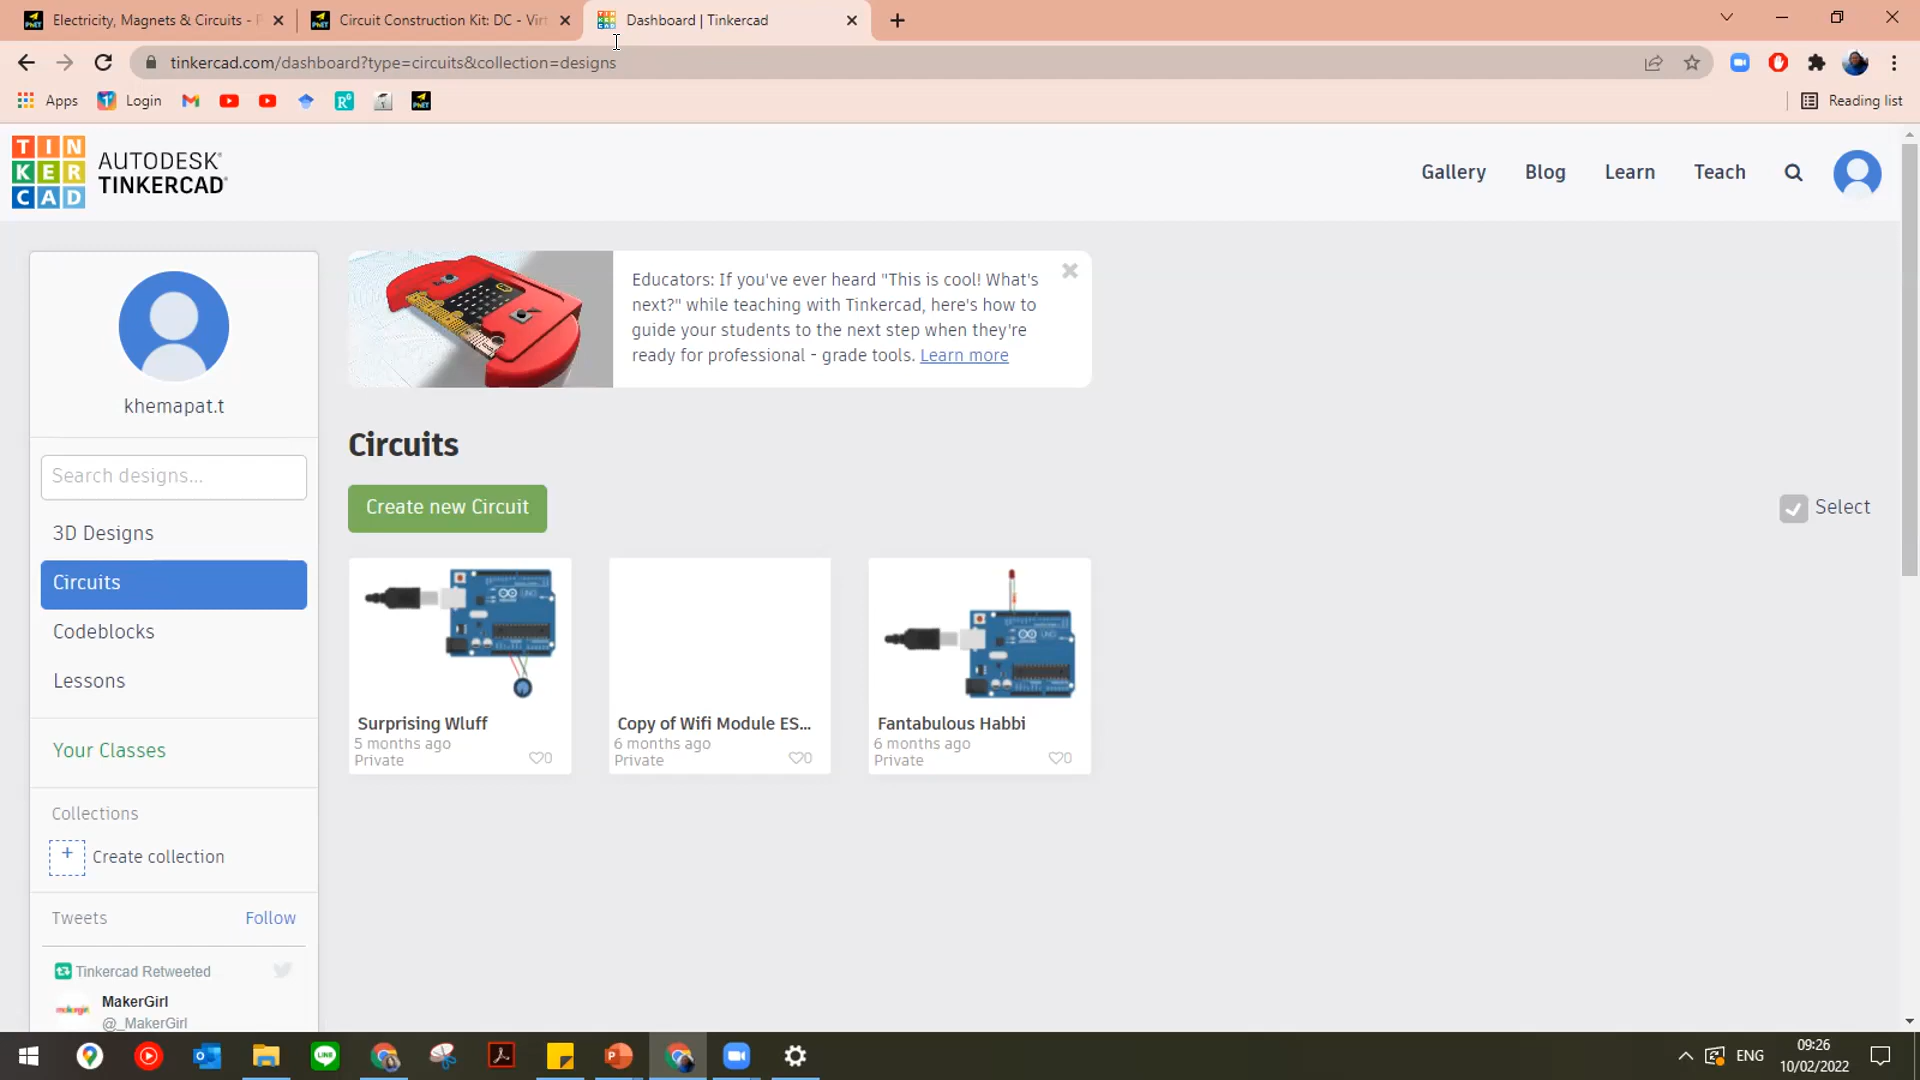 Electricity, Magnets & Circuits -
Circuit Construction Kit: DC - Virt
Dashboard | Tinkercad
tinkercad.com/dashboard?type=circuits&collection=designs
Apps
Login
Reading list
TIN
KER
CAD
AUTODESK®
TINKERCAD®
Gallery
Blog
Learn
Teach
khemapat.t
Search designs...
3D Designs
Circuits
Codeblocks
Lessons
Your Classes
Collections
+ Create collection
Tweets
Follow
Tinkercad Retweeted
MakerGirl
@_MakerGirl
Educators: If you've ever heard "This is cool! What's
next?" while teaching with Tinkercad, here's how to
guide your students to the next step when they're
ready for professional - grade tools. Learn more
Circuits
Create new Circuit
Select
Surprising Wluff
5 months ago
Private
0
Copy of Wifi Module ES...
6 months ago
Private
0
Fantabulous Habbi
6 months ago
Private
0
ENG
09:26
10/02/2022